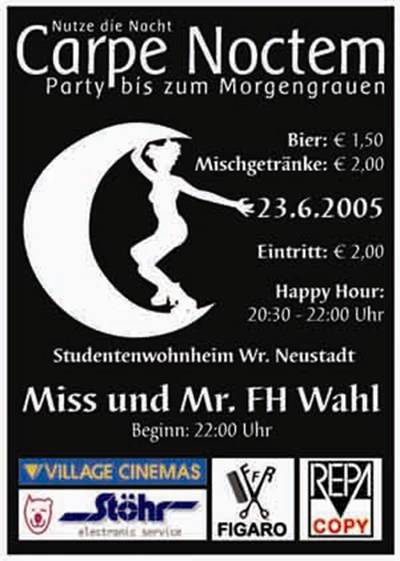 Nutze die Nacht
Carpe Noctem
Party bis zum Morgengrauen
Bier: € 1,50
Mischgetränke: € 2,00
23.6.2005
Eintritt: € 2,00
Happy Hour:
20:30 - 22:00 Uhr
Studentenwohnheim Wr. Neustadt
Miss und Mr. FH Wahl
Beginn: 22:00 Uhr
VILLAGE CINEMAS
Stöhr
electronic service
FFR
FIGARO
REPA
COPY